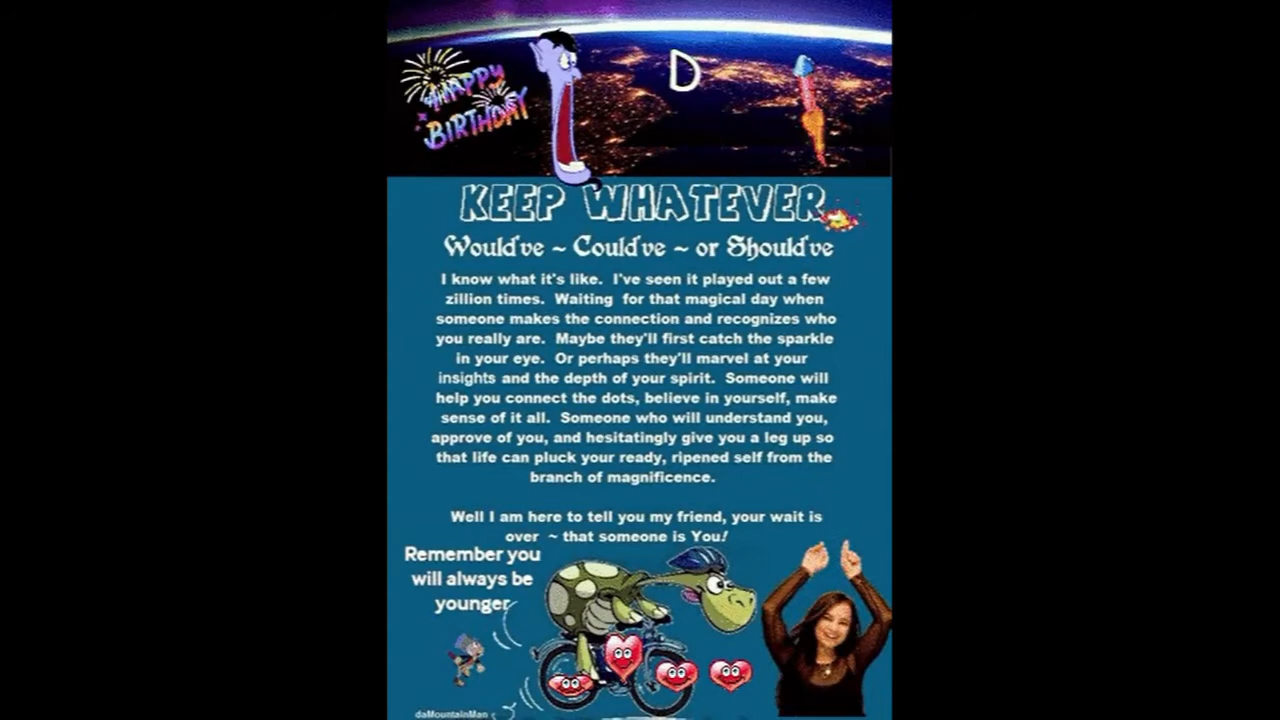 HAPPY
BIRTHDAY
D
KEEP WHATEVER
Would've ~ Could've ~ or Should've
I know what it's like. I've seen it played out a few
zillion times. Waiting for that magical day when
someone makes the connection and recognizes who
you really are. Maybe they'll first catch the sparkle
in your eye. Or perhaps they'll marvel at your
insights and the depth of your spirit. Someone will
help you connect the dots, believe in yourself, make
sense of it all. Someone who will understand you,
approve of you, and hesitatingly give you a leg up so
that life can pluck your ready, ripened self from the
branch of magnificence.
Well I am here to tell you my friend, your wait is
over ~ that someone is You!
Remember you
will always be
younger
daMountainMan